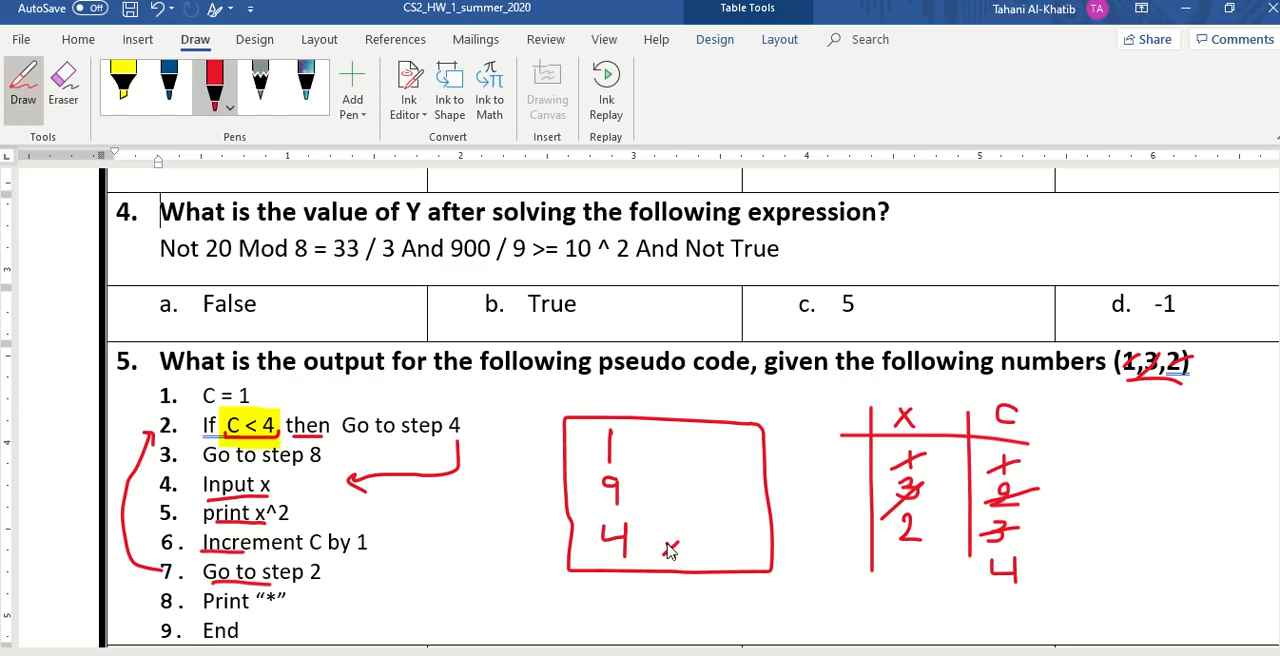 AutoSave Off CS2_HW_1_summer_2020 Table Tools Tahani Al-Khatib TA
File Home Insert Draw Design Layout References Mailings Review View Help Design Layout Search Share Comments
Draw Eraser Add Pen Ink Editor Ink to Shape Ink to Math Drawing Canvas Ink Replay
Tools Pens Convert Insert Replay
1 2 3 4 5 6
4. What is the value of Y after solving the following expression?
Not 20 Mod 8 = 33 / 3 And 900 / 9 >= 10 ^ 2 And Not True
a. False b. True c. 5 d. -1
5. What is the output for the following pseudo code, given the following numbers (1,3,2)
1. C = 1
2. If C < 4, then Go to step 4
3. Go to step 8
4. Input x
5. print x^2
6. Increment C by 1
7. Go to step 2
8. Print “*”
9. End
1
9
4
X C
1 1
3 2
2 3
4